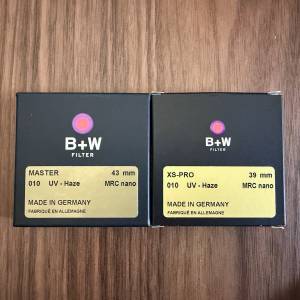 B+W
FILTER
MASTER 43 mm
010 UV - Haze MRC nano
MADE IN GERMANY
FABRIQUÉ EN ALLEMAGNE
B+W
FILTER
XS-PRO 39 mm
010 UV - Haze MRC nano
MADE IN GERMANY
FABRIQUÉ EN ALLEMAGNE